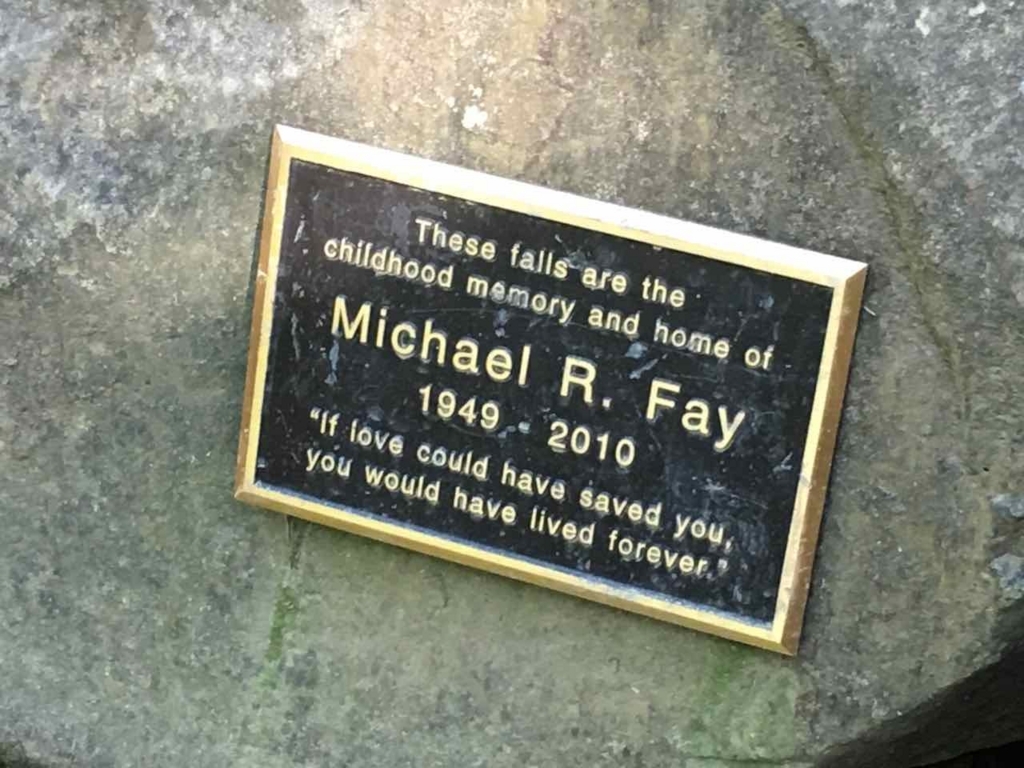 These falls are the
childhood memory and home of
Michael R. Fay
1949 - 2010
"If love could have saved you,
you would have lived forever."